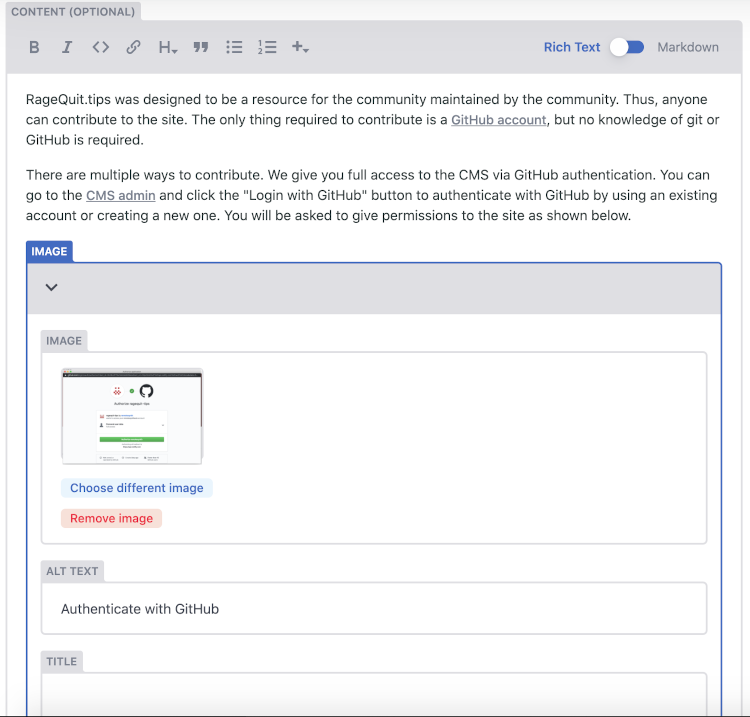 CONTENT (OPTIONAL)
B I <> H Rich Text Markdown
RageQuit.tips was designed to be a resource for the community maintained by the community. Thus, anyone
can contribute to the site. The only thing required to contribute is a GitHub account, but no knowledge of git or
GitHub is required.
There are multiple ways to contribute. We give you full access to the CMS via GitHub authentication. You can
go to the CMS admin and click the "Login with GitHub" button to authenticate with GitHub by using an existing
account or creating a new one. You will be asked to give permissions to the site as shown below.
IMAGE
IMAGE
Choose different image
Remove image
ALT TEXT
Authenticate with GitHub
TITLE